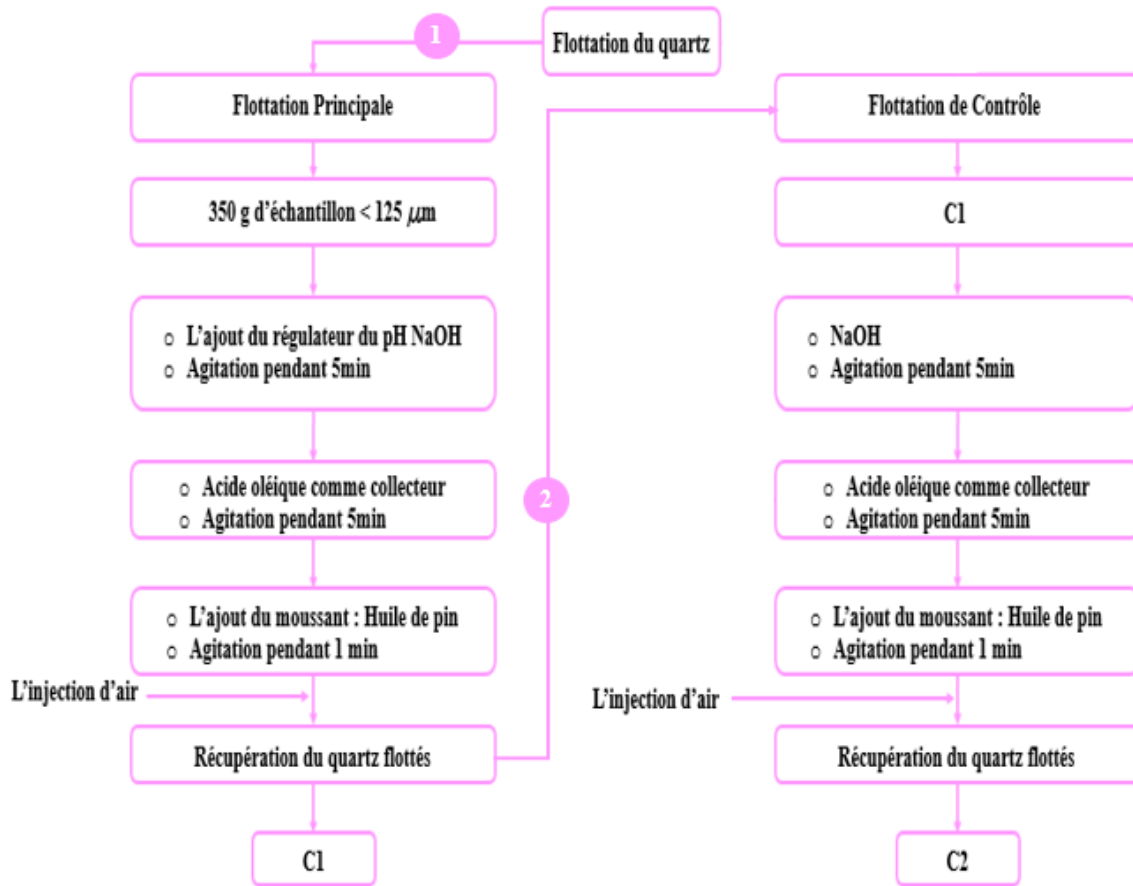 1
Flottation du quartz
Flottation Principale
350 g d'échantillon < 125 µm
○ L'ajout du régulateur du pH NaOH
○ Agitation pendant 5min
○ Acide oléique comme collecteur
○ Agitation pendant 5min
○ L'ajout du moussant : Huile de pin
○ Agitation pendant 1 min
L'injection d'air
Récupération du quartz flottés
C1
2
Flottation de Contrôle
C1
○ NaOH
○ Agitation pendant 5min
○ Acide oléique comme collecteur
○ Agitation pendant 5min
○ L'ajout du moussant : Huile de pin
○ Agitation pendant 1 min
L'injection d'air
Récupération du quartz flottés
C2